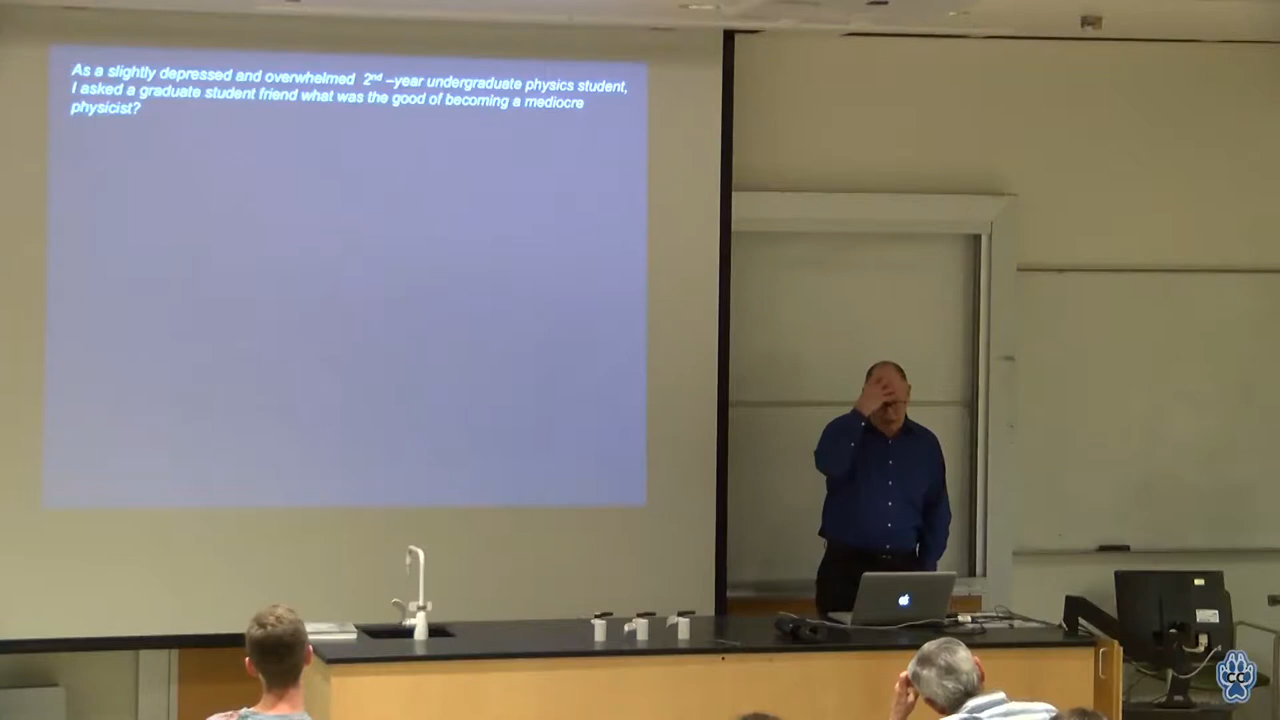 As a slightly depressed and overwhelmed 2nd –year undergraduate physics student,
I asked a graduate student friend what was the good of becoming a mediocre
physicist?
CC